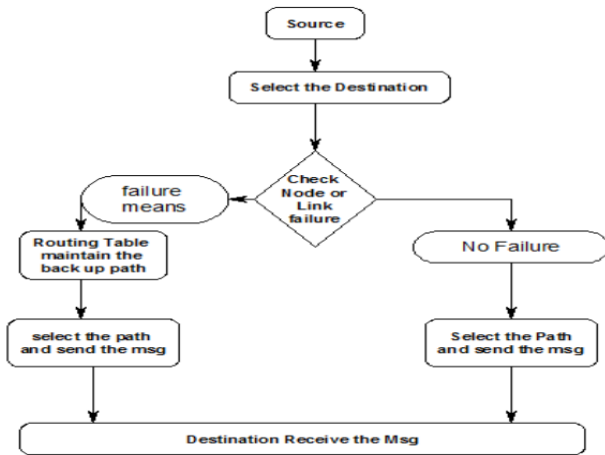 Source
Select the Destination
Check
Node or
Link
failure
failure
means
No Failure
Routing Table
maintain the
back up path
select the path
and send the msg
Select the Path
and send the msg
Destination Receive the Msg